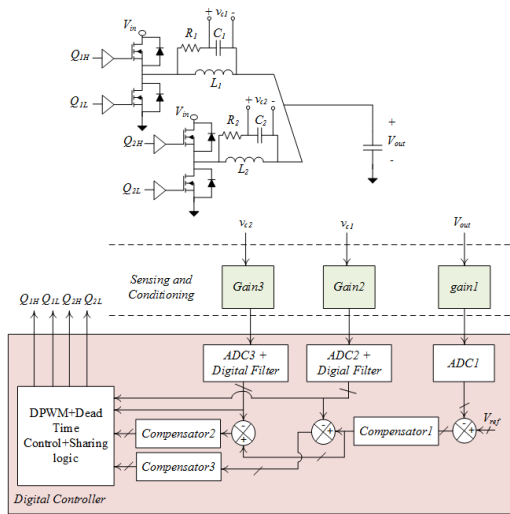 + vc1 -
Vin
R1 C1
Q1H
L1
Q1L
Vin
+ vc2 -
R2 C2
Q2H
L2
Q2L
+
Vout
-
vc2
vc1
Vout
Sensing and
Conditioning
Gain3
Gain2
gain1
Q1H Q1L Q2H Q2L
ADC3 +
Digital Filter
ADC2 +
Digial Filter
ADC1
DPWM+Dead
Time
Control+Sharing
logic
Compensator2
- +
- +
Compensator1
- +
Vref
Compensator3
Digital Controller